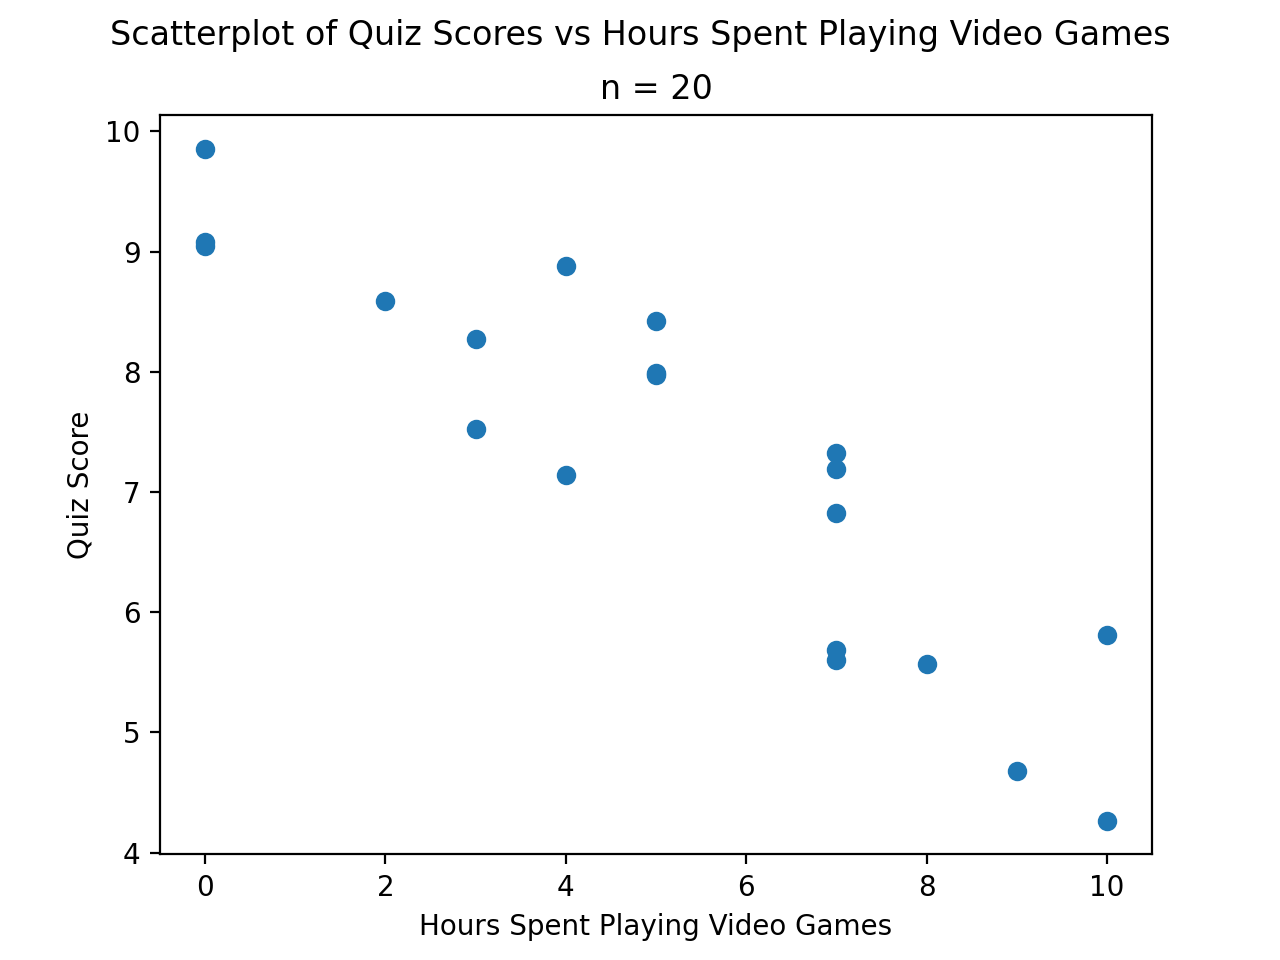 Scatterplot of Quiz Scores vs Hours Spent Playing Video Games
n = 20
10
9
8
7
6
5
4
Quiz Score
0 2 4 6 8 10
Hours Spent Playing Video Games